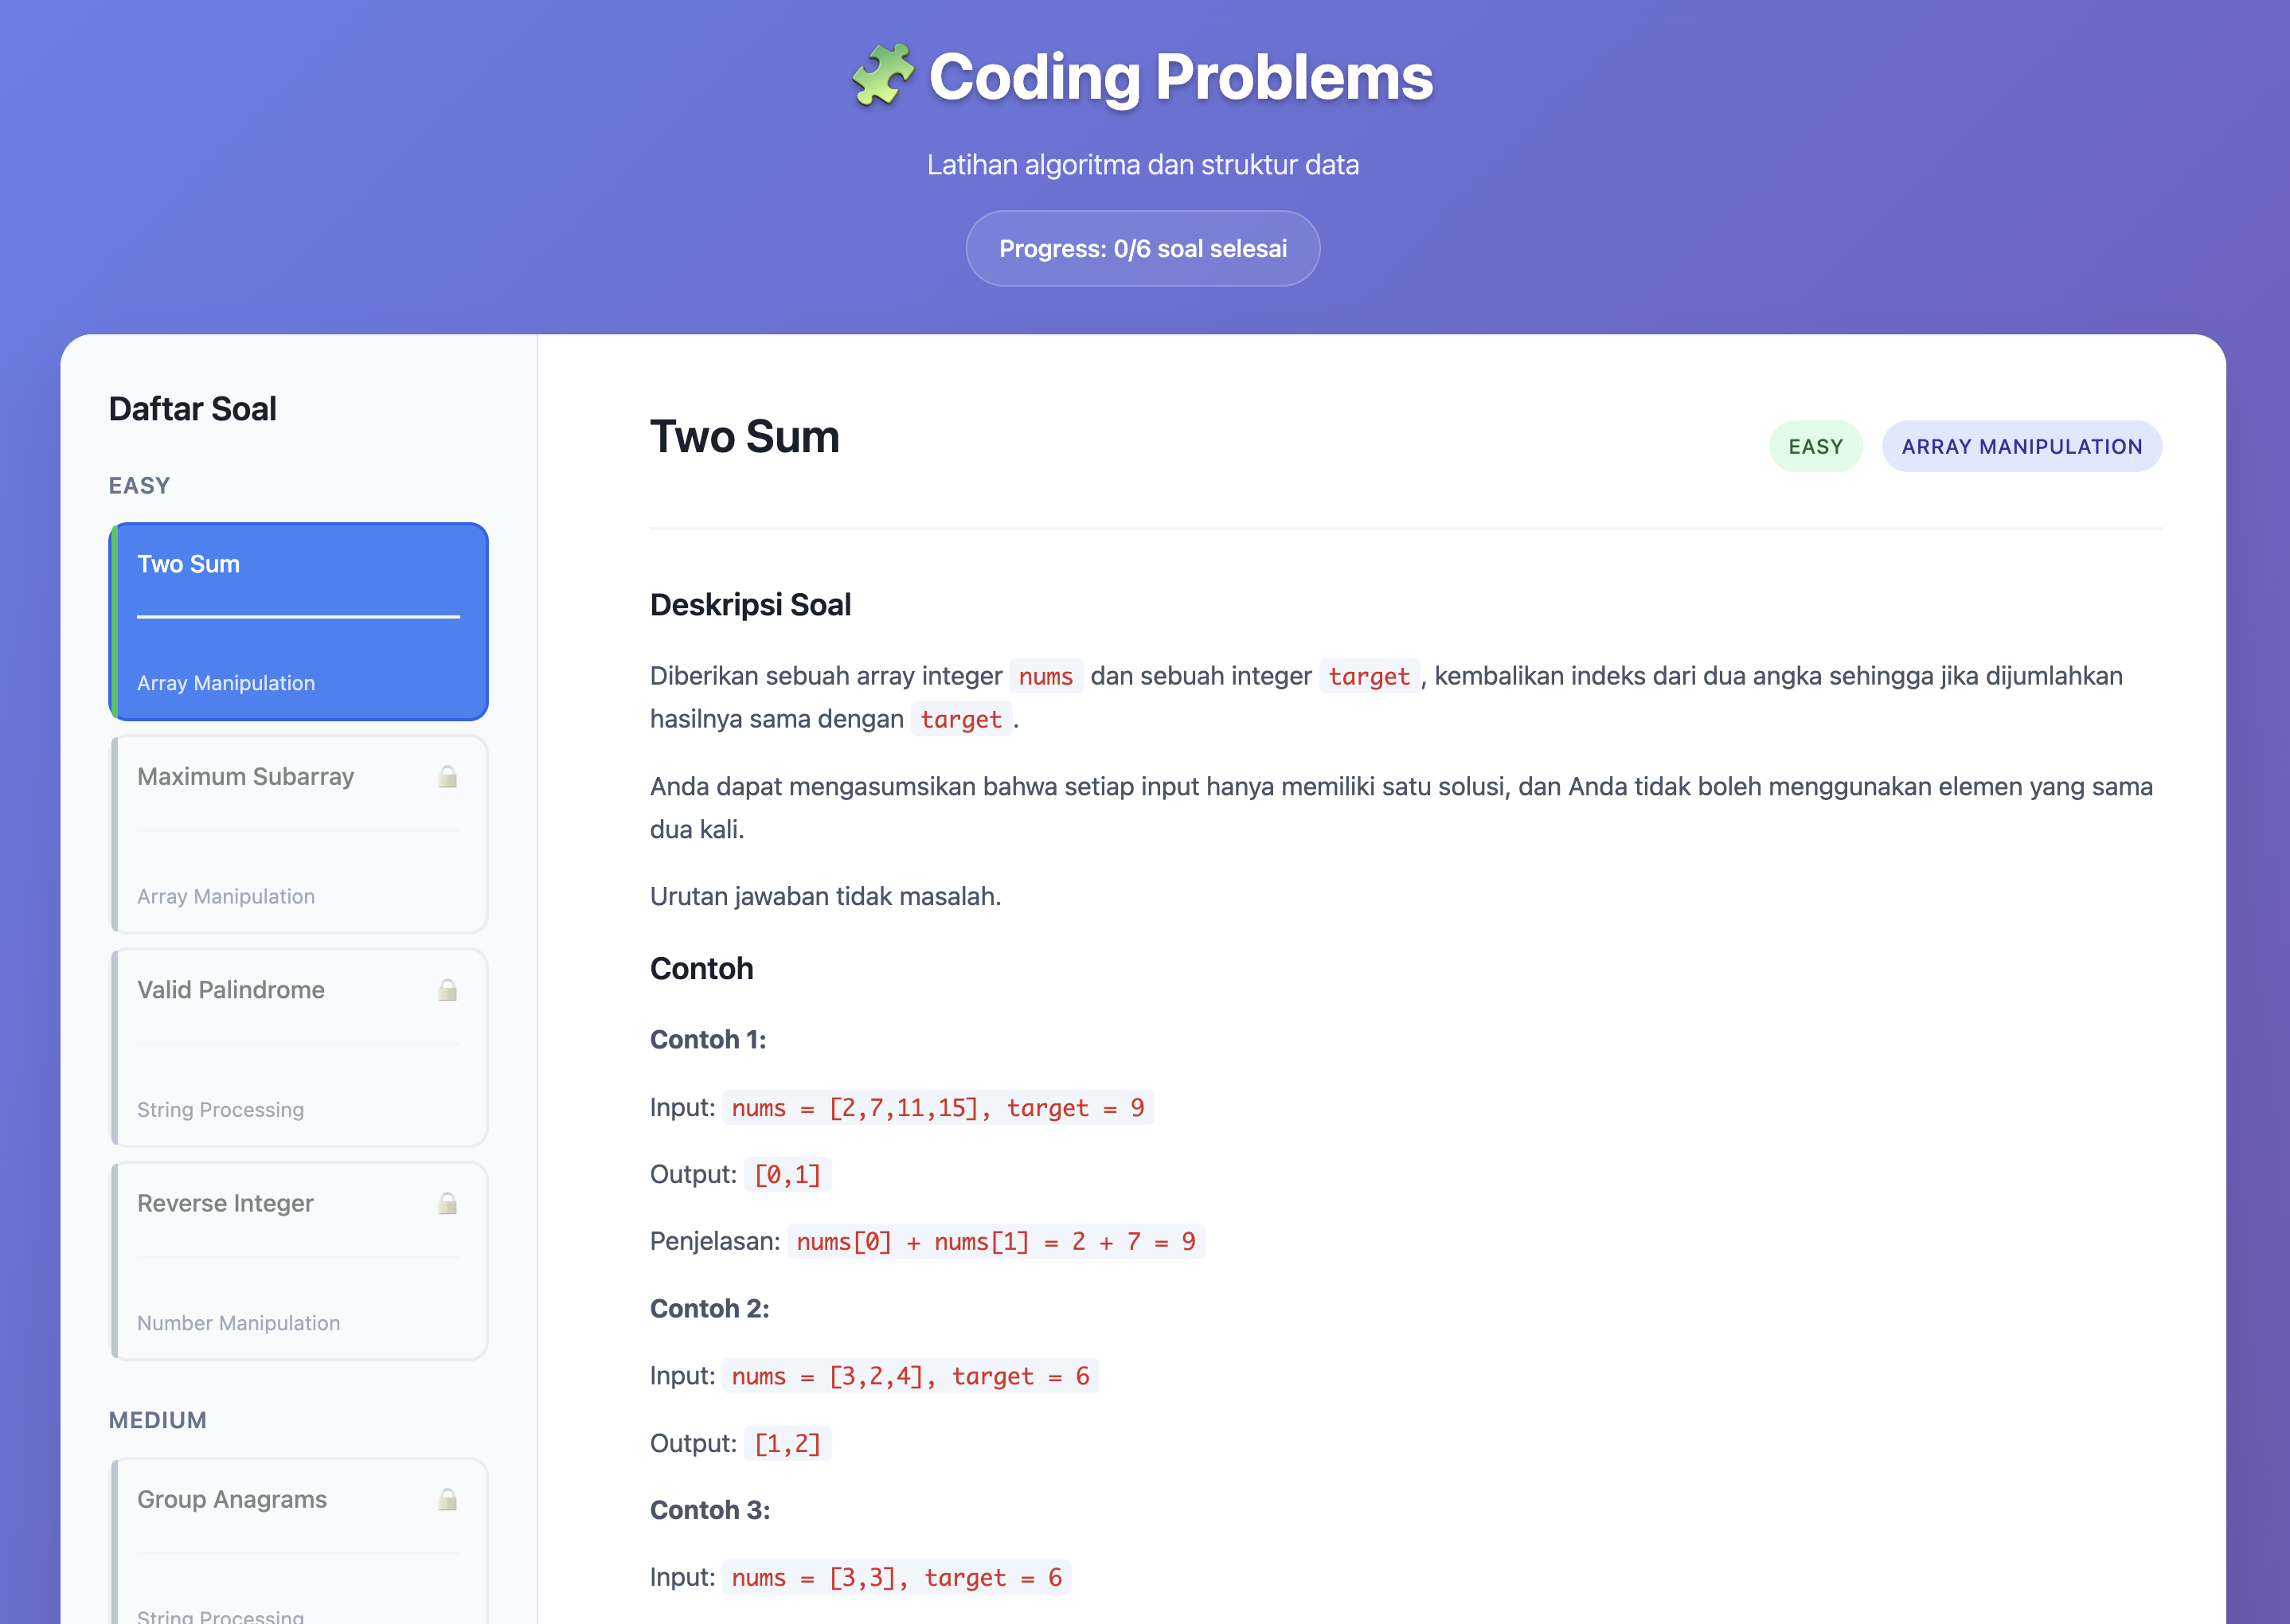 Coding Problems
Latihan algoritma dan struktur data
Progress: 0/6 soal selesai
Daftar Soal
EASY
Two Sum
Array Manipulation
Maximum Subarray
Array Manipulation
Valid Palindrome
String Processing
Reverse Integer
Number Manipulation
MEDIUM
Group Anagrams
String Processing
Two Sum
EASY
ARRAY MANIPULATION
Deskripsi Soal
Diberikan sebuah array integer nums dan sebuah integer target, kembalikan indeks dari dua angka sehingga jika dijumlahkan
hasilnya sama dengan target.
Anda dapat mengasumsikan bahwa setiap input hanya memiliki satu solusi, dan Anda tidak boleh menggunakan elemen yang sama
dua kali.
Urutan jawaban tidak masalah.
Contoh
Contoh 1:
Input: nums = [2,7,11,15], target = 9
Output: [0,1]
Penjelasan: nums[0] + nums[1] = 2 + 7 = 9
Contoh 2:
Input: nums = [3,2,4], target = 6
Output: [1,2]
Contoh 3:
Input: nums = [3,3], target = 6